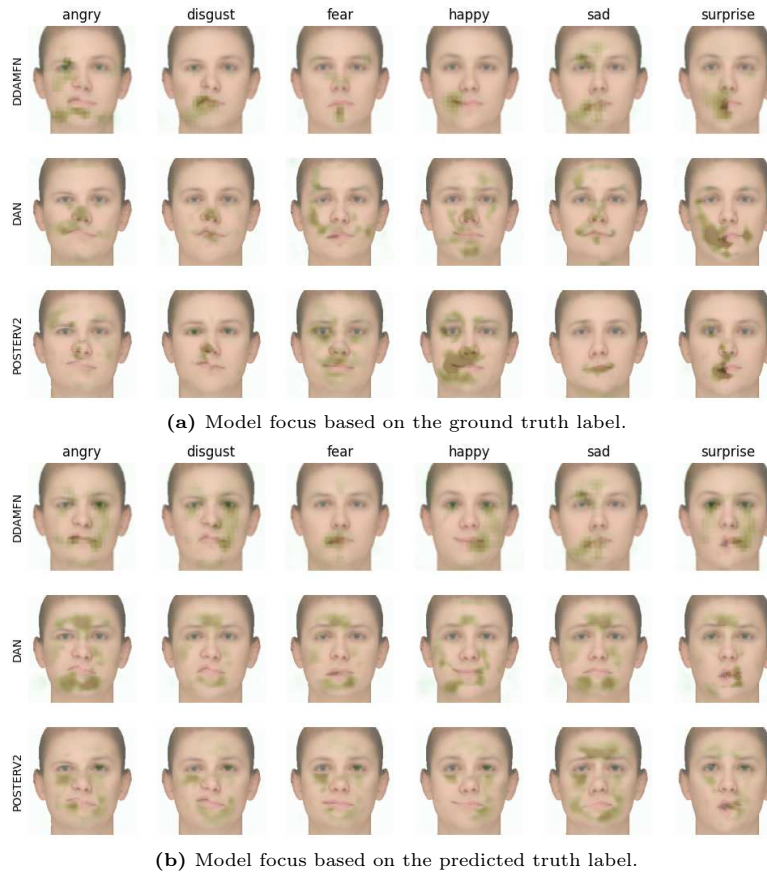 angry disgust fear happy sad surprise
DDAMFN
DAN
POSTERV2
(a) Model focus based on the ground truth label.
angry disgust fear happy sad surprise
DDAMFN
DAN
POSTERV2
(b) Model focus based on the predicted truth label.